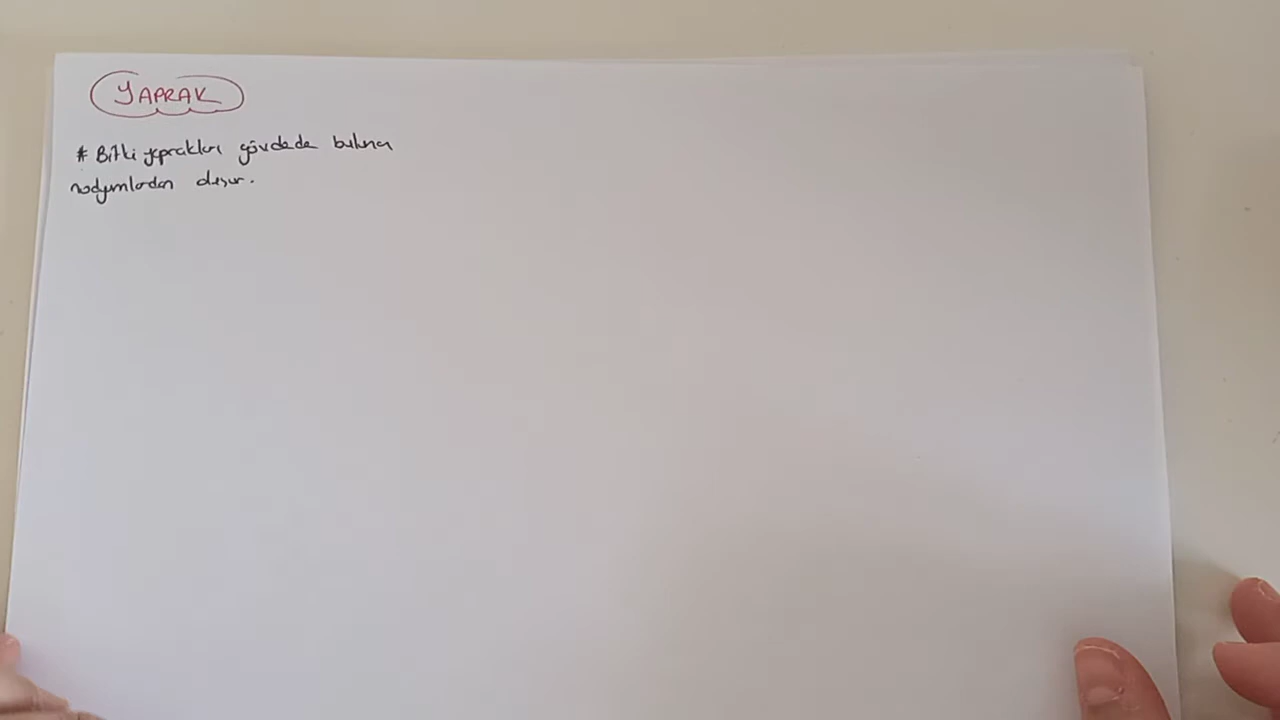 YAPRAK
* Bitki yaprakları gövdede bulunan
nodyumlardan oluşur.